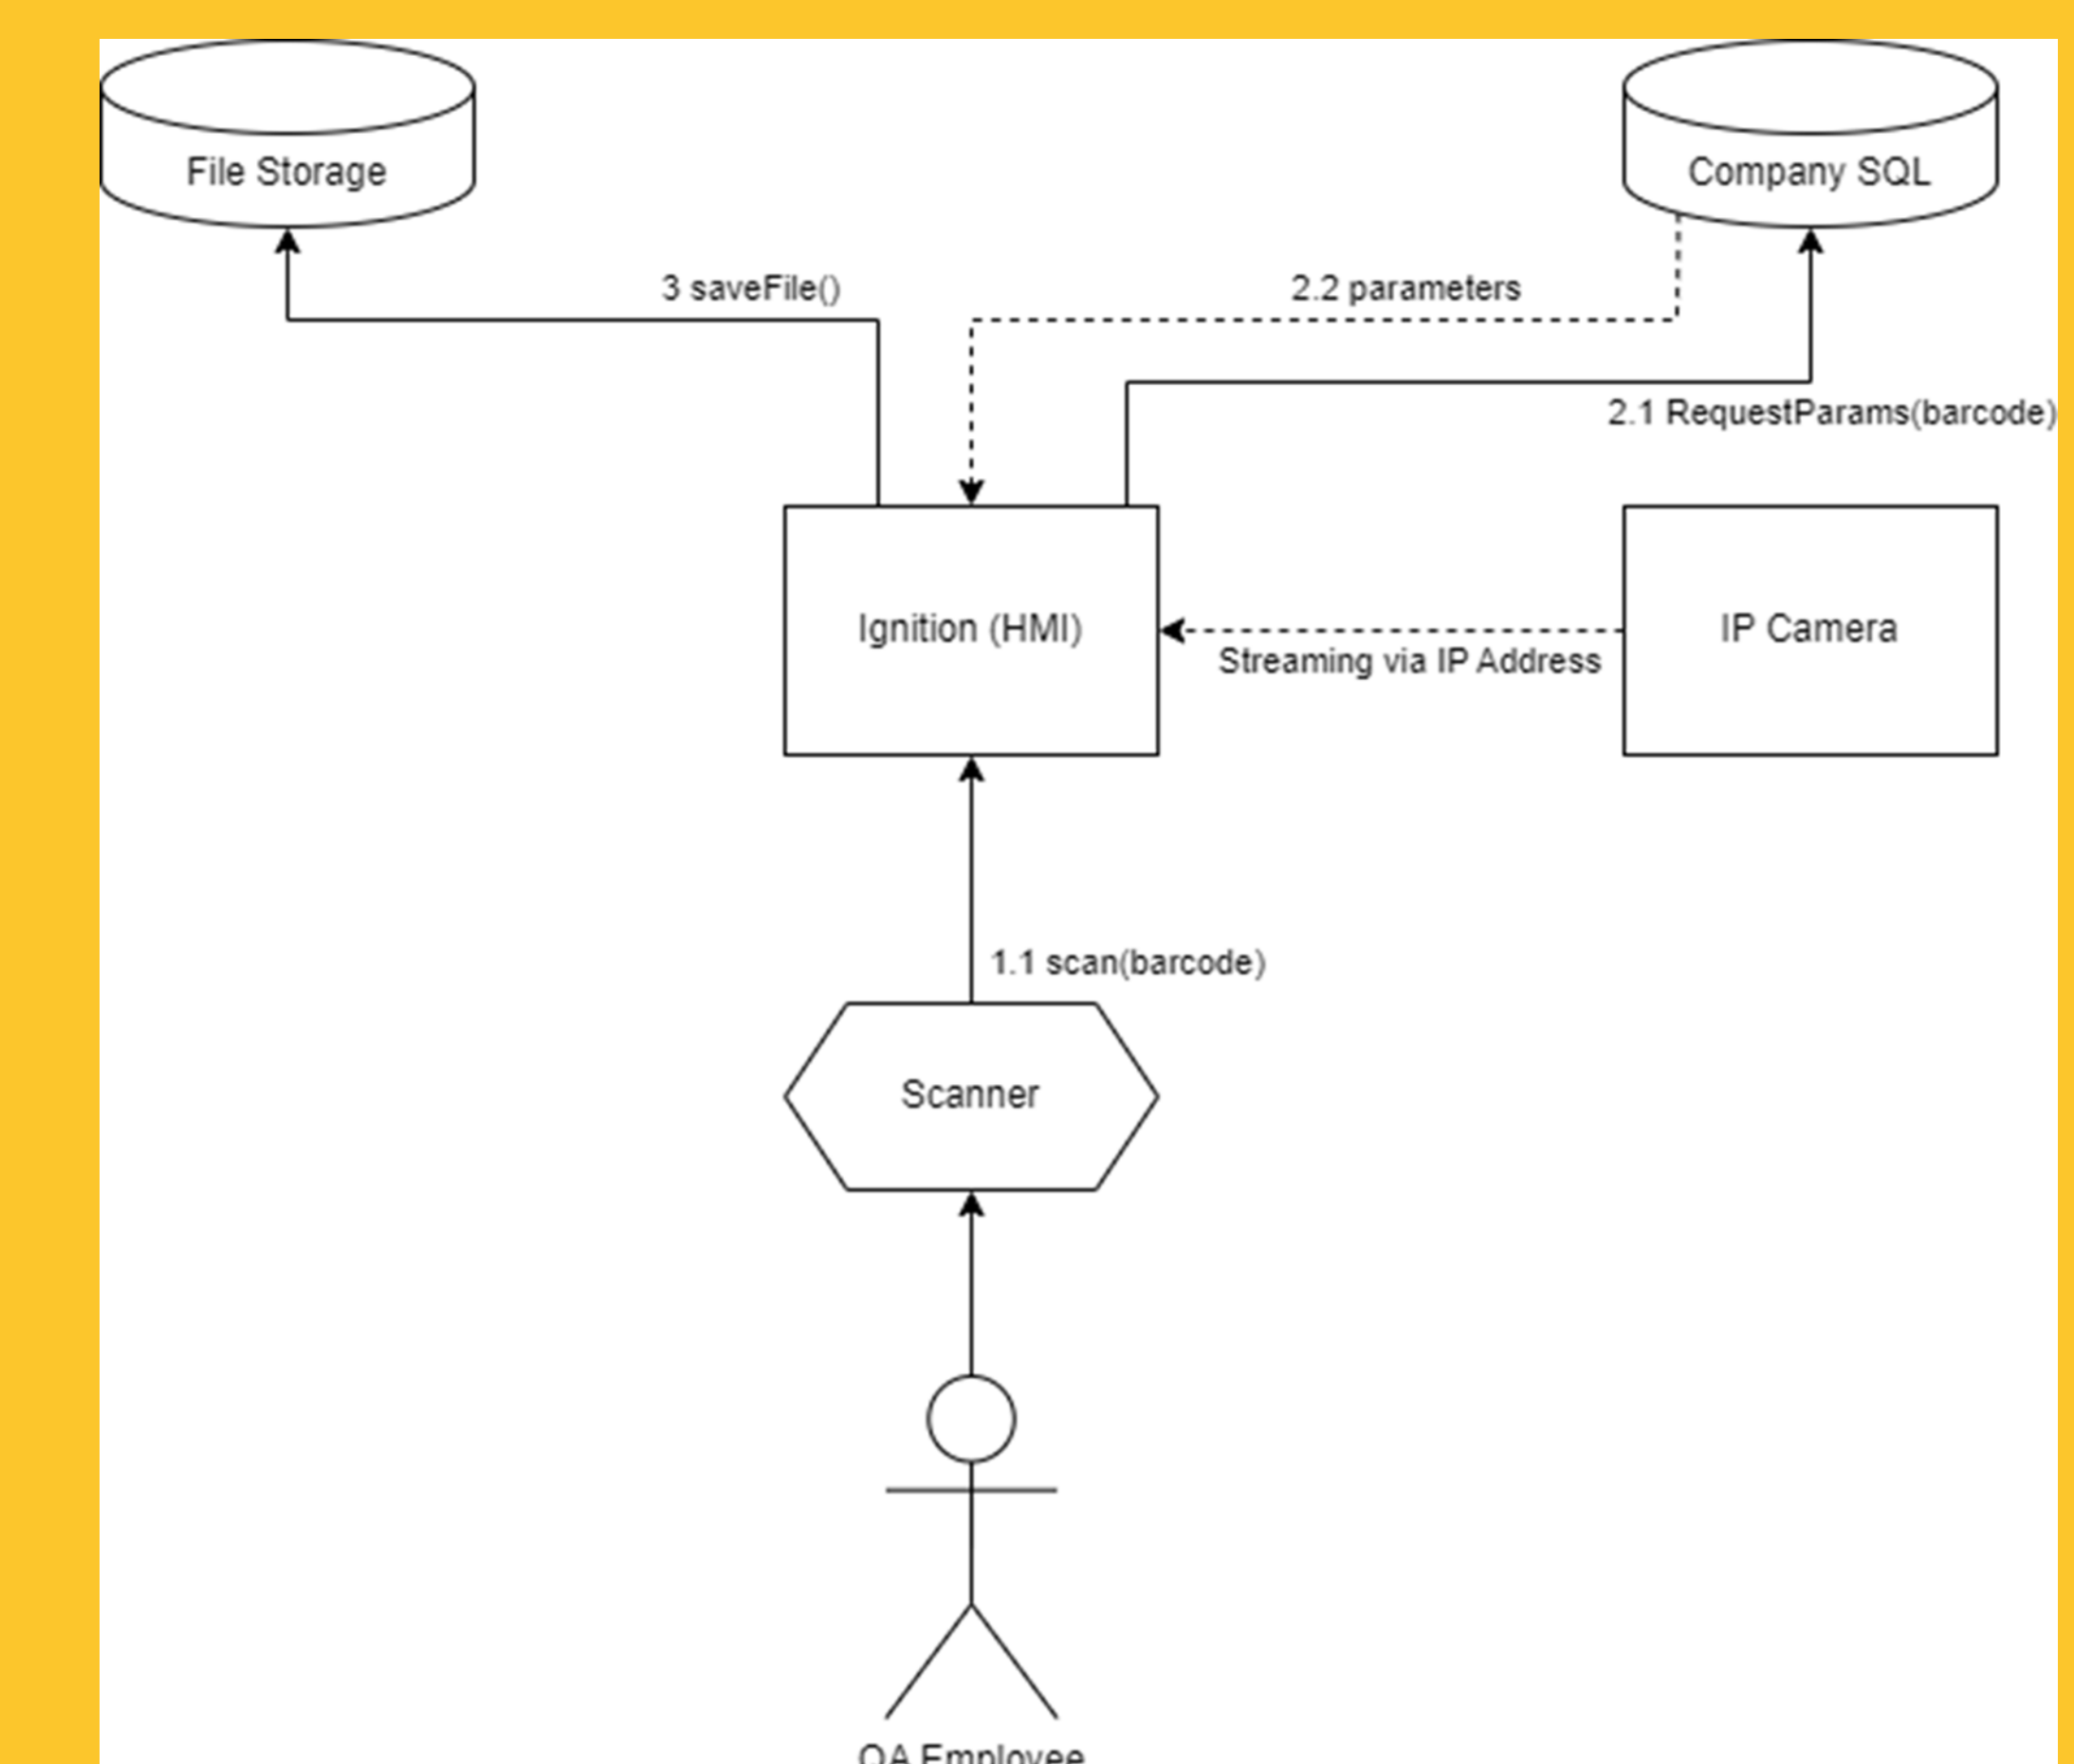 File Storage
Company SQL
3 saveFile()
2.2 parameters
2.1 RequestParams(barcode)
Ignition (HMI)
IP Camera
Streaming via IP Address
1.1 scan(barcode)
Scanner
QA Employee